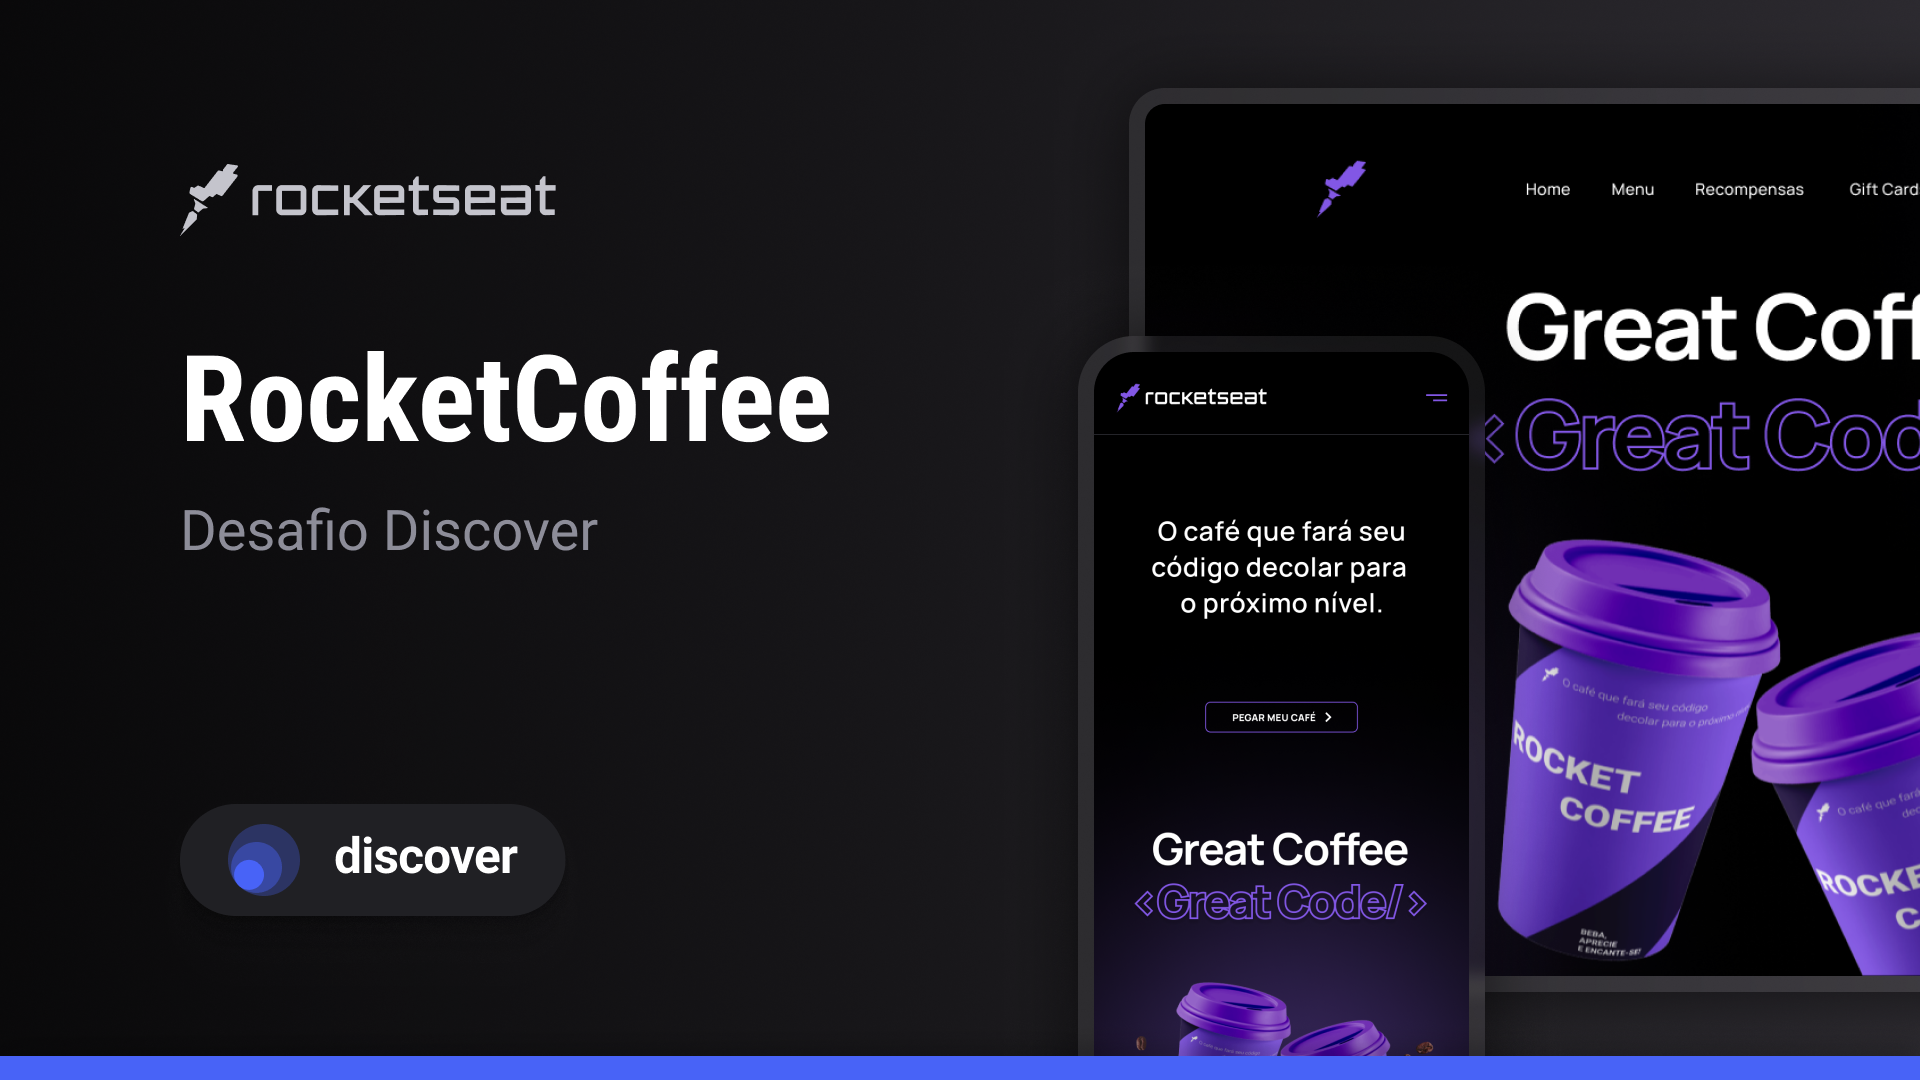 rocketseat
RocketCoffee
Desafio Discover
discover
Home Menu Recompensas Gift Card
Great Coff
<Great Cod
rocketseat
O café que fará seu
código decolar para
o próximo nível.
PEGAR MEU CAFÉ >
Great Coffee
<Great Code/>
O café que fará seu código
decolar para o próximo
ROCKET
COFFEE
BEBA,
APRECIE
E ENCANTE-SE!
O café que fará
ROCKE